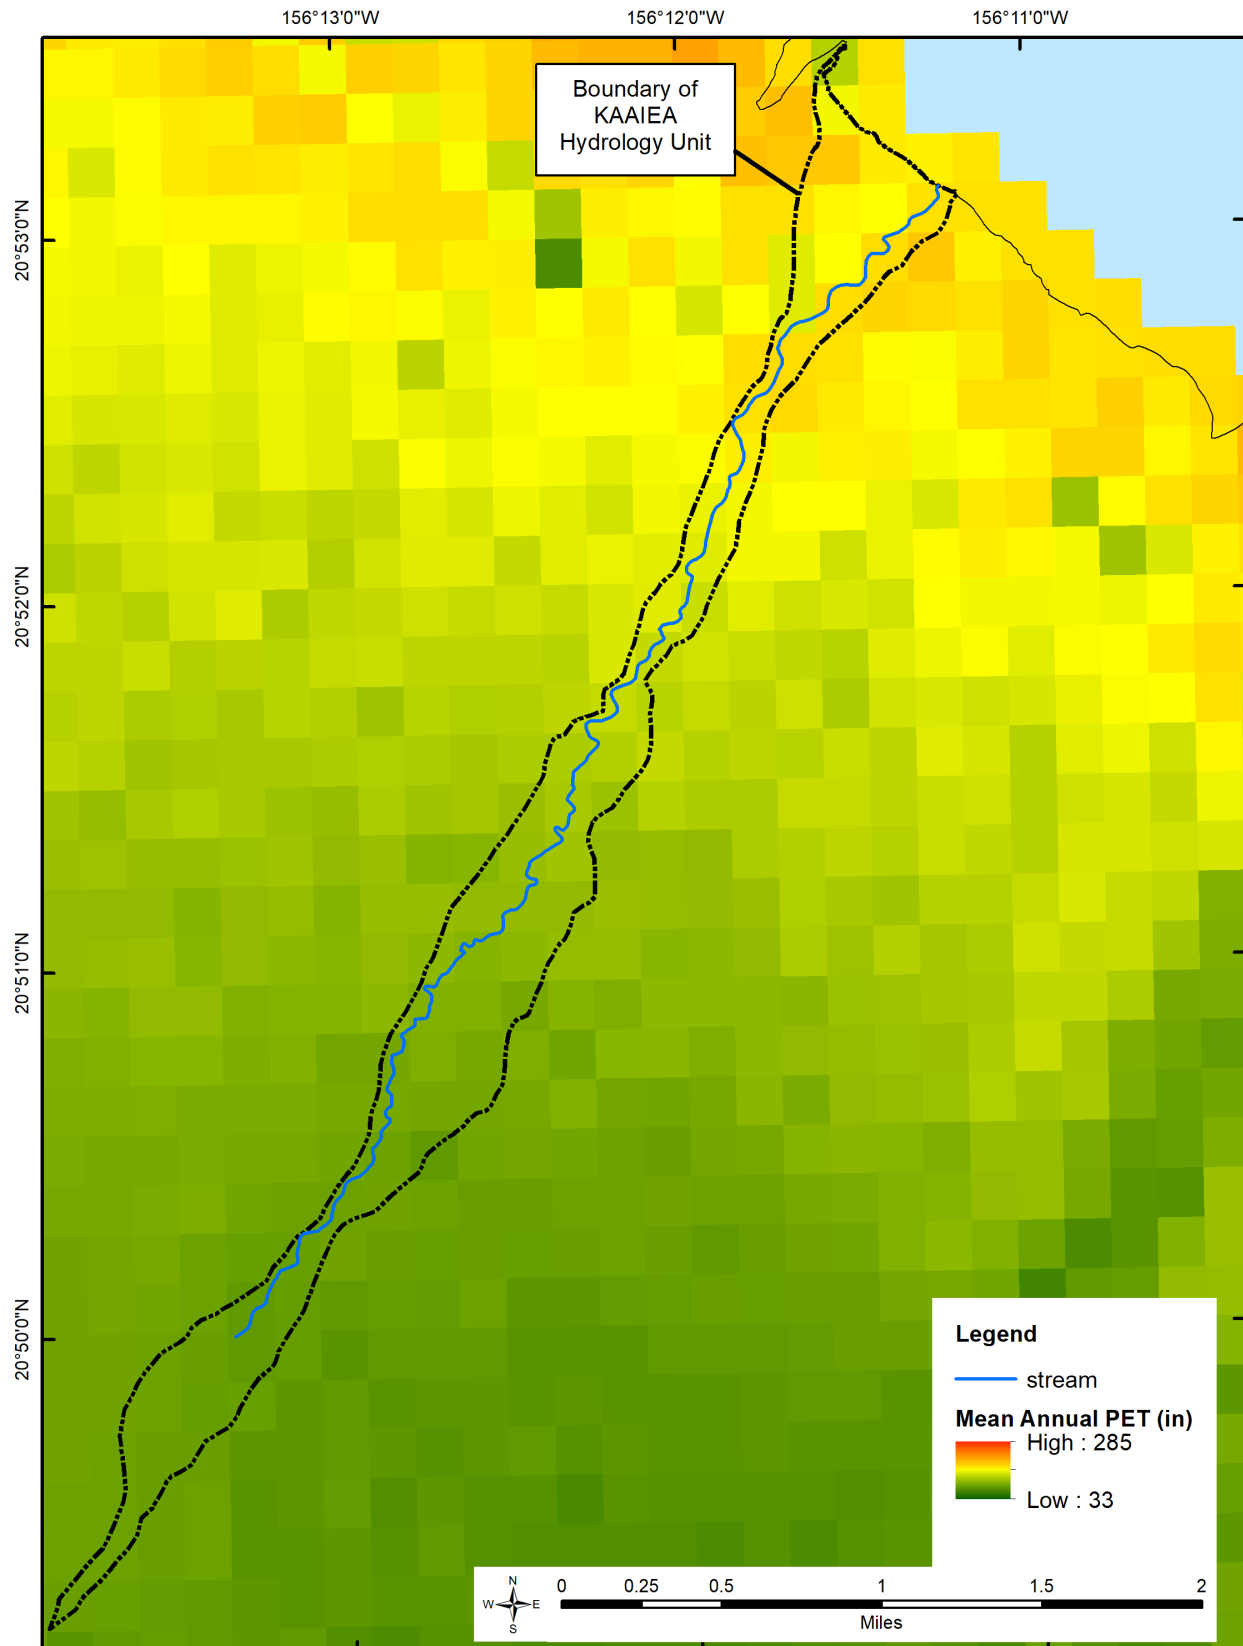 156°13'0"W 156°12'0"W 156°11'0"W
Boundary of
KAAIEA
Hydrology Unit
20°53'0"N
20°52'0"N
20°51'0"N
20°50'0"N
Legend
stream
Mean Annual PET (in)
High : 285
Low : 33
N
W E
S
0 0.25 0.5 1 1.5 2
Miles